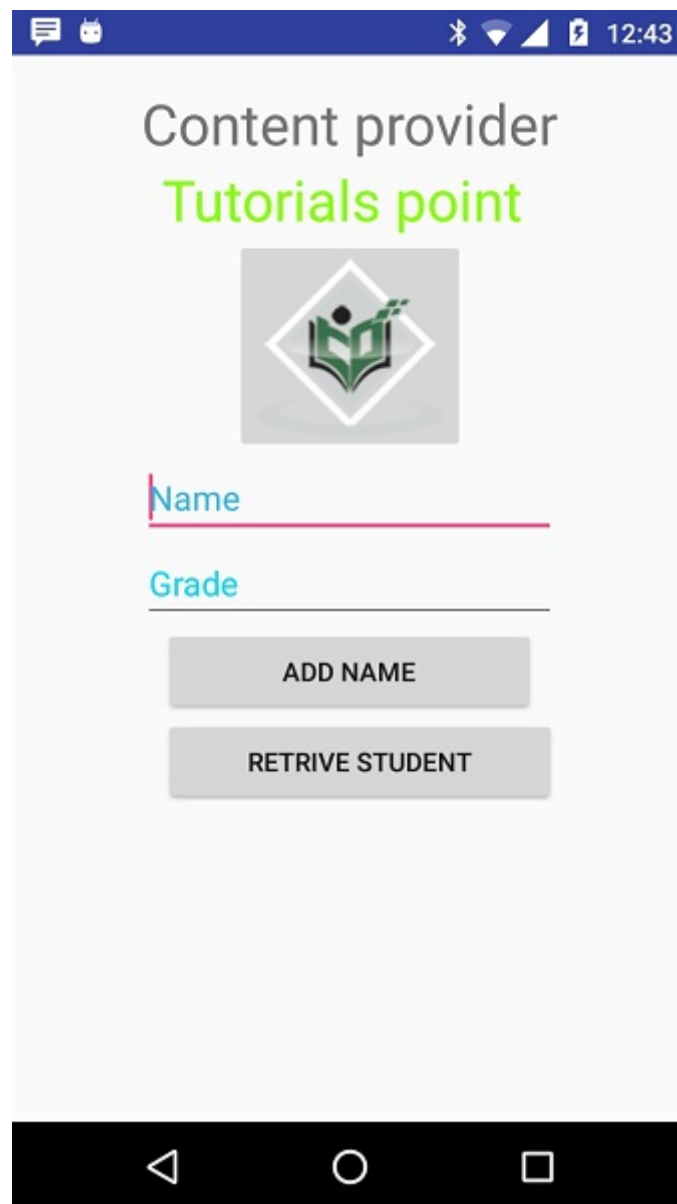 12:43
Content provider
Tutorials point
Name
Grade
ADD NAME
RETRIVE STUDENT